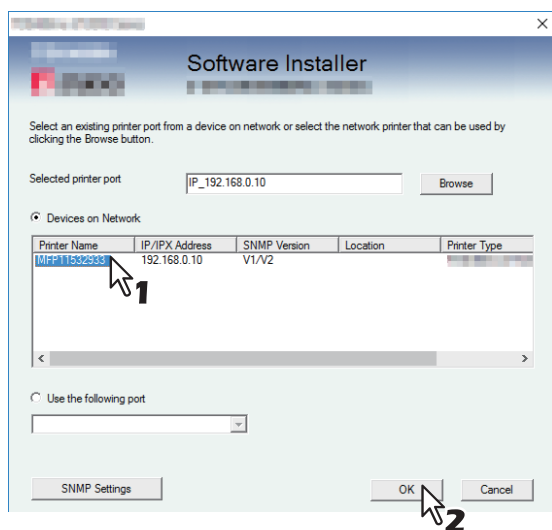 Software Installer
Select an existing printer port from a device on network or select the network printer that can be used by
clicking the Browse button.
Selected printer port IP_192.168.0.10 Browse
Devices on Network
Printer Name IP/IPX Address SNMP Version Location Printer Type
MFP11532933 192.168.0.10 V1/V2
1
Use the following port
SNMP Settings OK Cancel
2